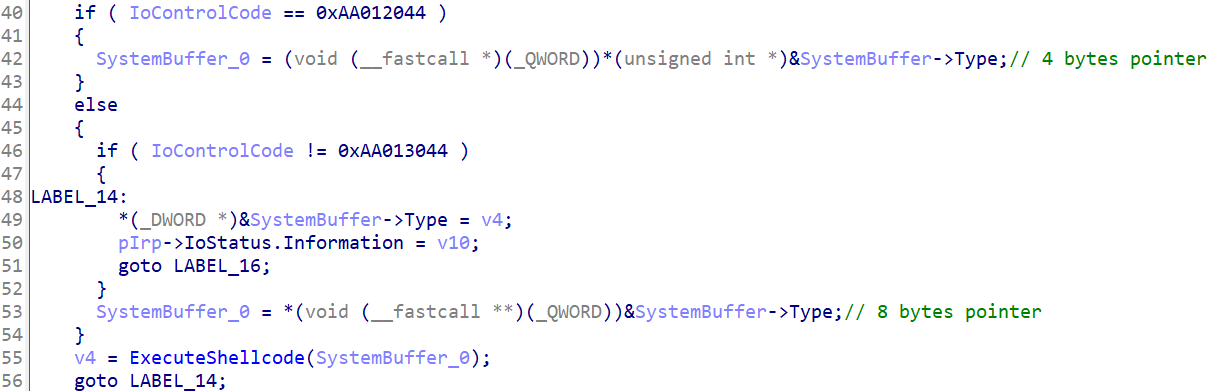 40 if ( IoControlCode == 0xAA012044 )
41 {
42 SystemBuffer_0 = (void (__fastcall *)(_QWORD))*(unsigned int *)&SystemBuffer->Type;// 4 bytes pointer
43 }
44 else
45 {
46 if ( IoControlCode != 0xAA013044 )
47 {
48 LABEL_14:
49 *(_DWORD *)&SystemBuffer->Type = v4;
50 pIrp->IoStatus.Information = v10;
51 goto LABEL_16;
52 }
53 SystemBuffer_0 = *(void (__fastcall **)(_QWORD))&SystemBuffer->Type;// 8 bytes pointer
54 }
55 v4 = ExecuteShellcode(SystemBuffer_0);
56 goto LABEL_14;